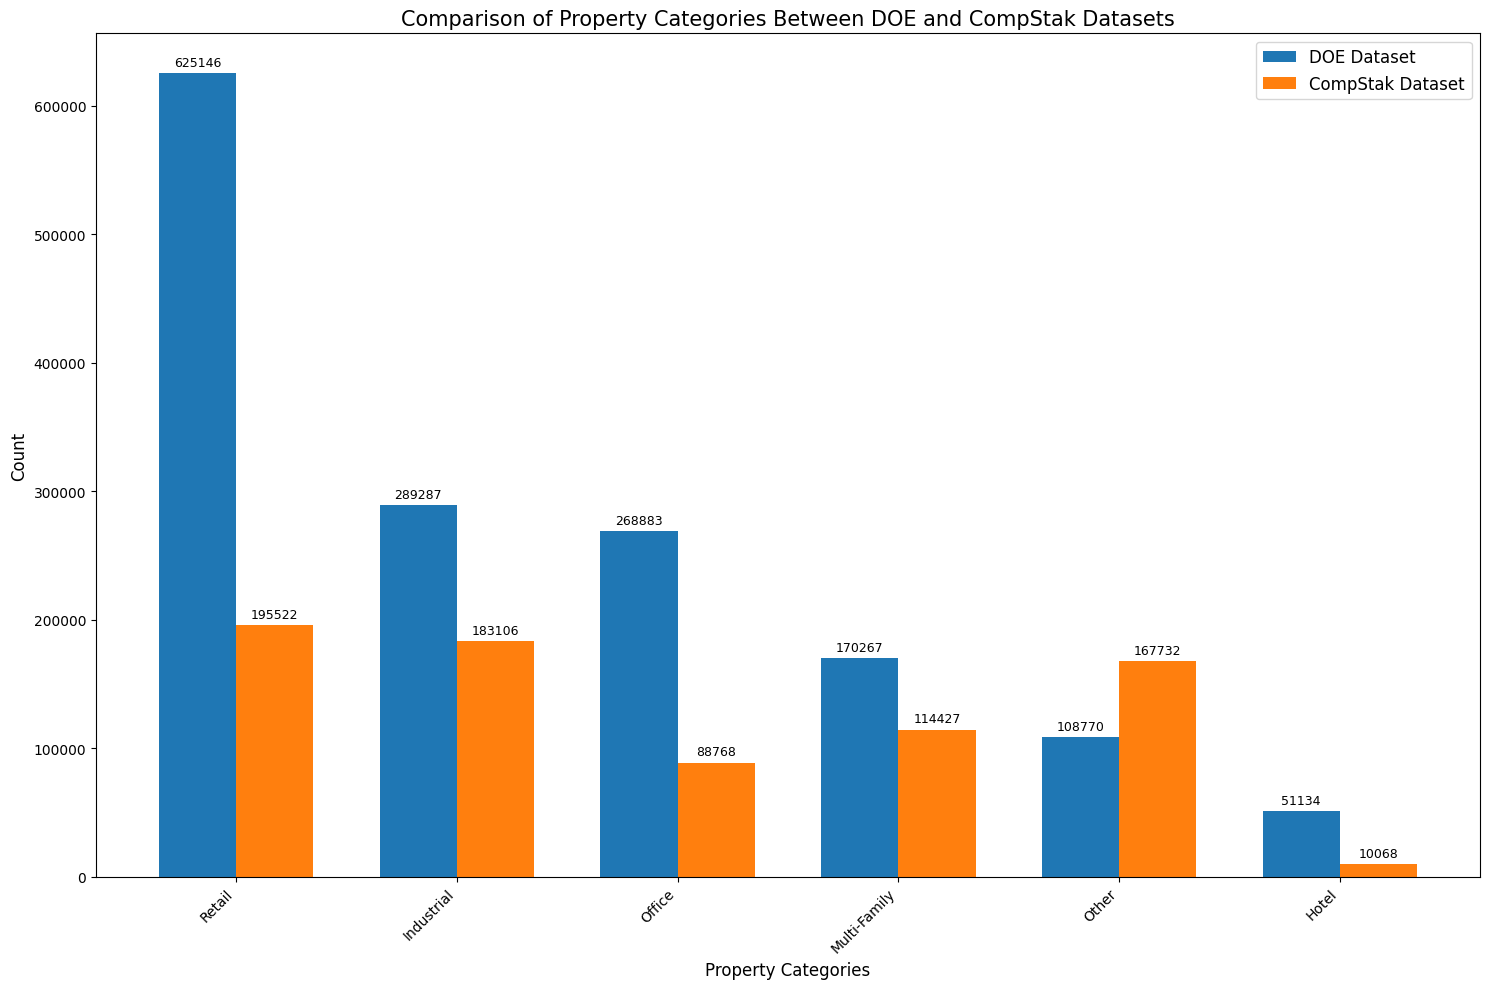 Comparison of Property Categories Between DOE and CompStak Datasets
DOE Dataset
CompStak Dataset
Count
600000
500000
400000
300000
200000
100000
0
625146
195522
289287
183106
268883
88768
170267
114427
108770
167732
51134
10068
Retail
Industrial
Office
Multi-Family
Other
Hotel
Property Categories